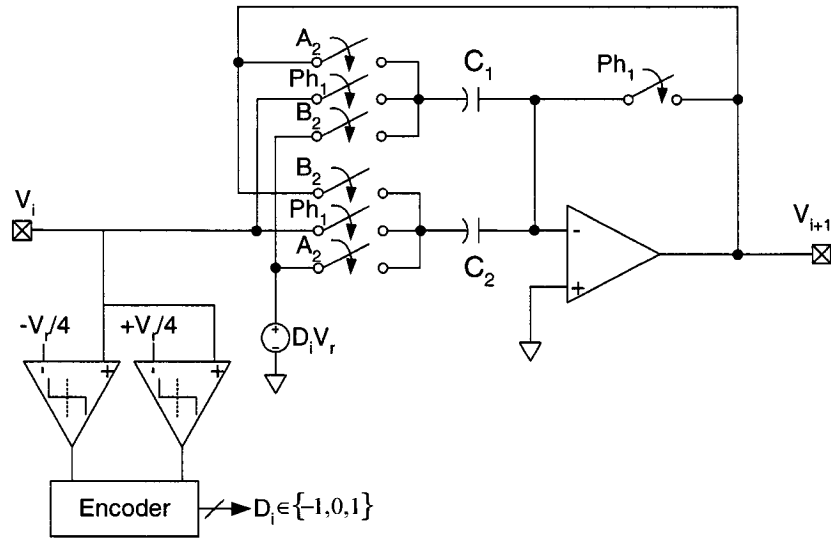 A₂
Ph₁
B₂
C₁
Ph₁
B₂
Ph₁
A₂
C₂
Vᵢ
-
+
Vᵢ₊₁
-Vᵣ/4
+Vᵣ/4
+
-
DᵢVᵣ
- +
- +
Encoder
Dᵢ∈{-1,0,1}